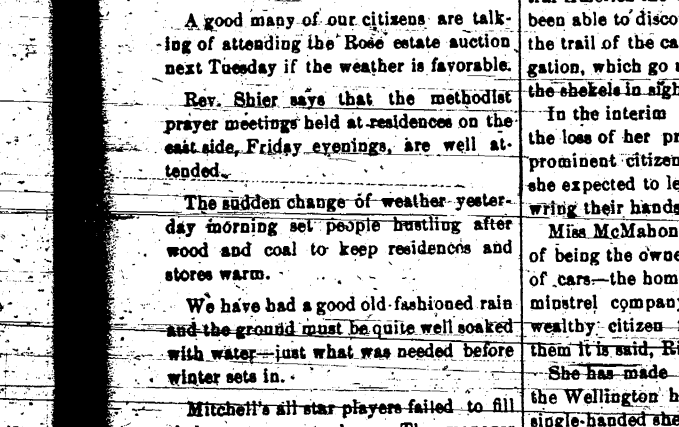 A good many of our citizens are talk-
ing of attending the Rose estate auction
next Tuesday if the weather is favorable.
Rev. Shier says that the methodist
prayer meetings held at residences on the
east side, Friday evenings, are well at-
tended.
The sudden change of weather yester-
day morning set people hustling after
wood and coal to keep residences and
stores warm.
We have had a good old-fashioned rain
and the ground must be quite well soaked
with water—just what was needed before
winter sets in.
Mitchell's all star players failed to fill
been able to disco
the trail of the ca
gation, which go
the shekels in sigh
In the interim
the loss of her pr
prominent citizen
she expected to le
wring their hands
Miss McMahon
of being the owne
of cars—the hom
minstrel company
wealthy citizen
them it is said, Ri
She has made
the Wellington h
single-handed she